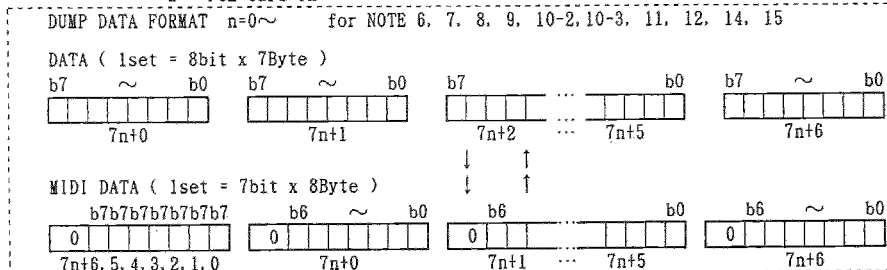 DUMP DATA FORMAT n=0～ for NOTE 6, 7, 8, 9, 10-2,10-3, 11, 12, 14, 15
DATA ( 1set = 8bit x 7Byte )
b7 ～ b0 b7 ～ b0 b7 ... b0 b7 ～ b0
7n+0 7n+1 7n+2 ... 7n+5 7n+6
↓ ↑
↓ ↑
MIDI DATA ( 1set = 7bit x 8Byte )
b7b7b7b7b7b7b7 b6 ～ b0 b6 ... b0 b6 ～ b0
0 0 0 0
7n+6,5,4,3,2,1,0 7n+0 7n+1 ... 7n+5 7n+6